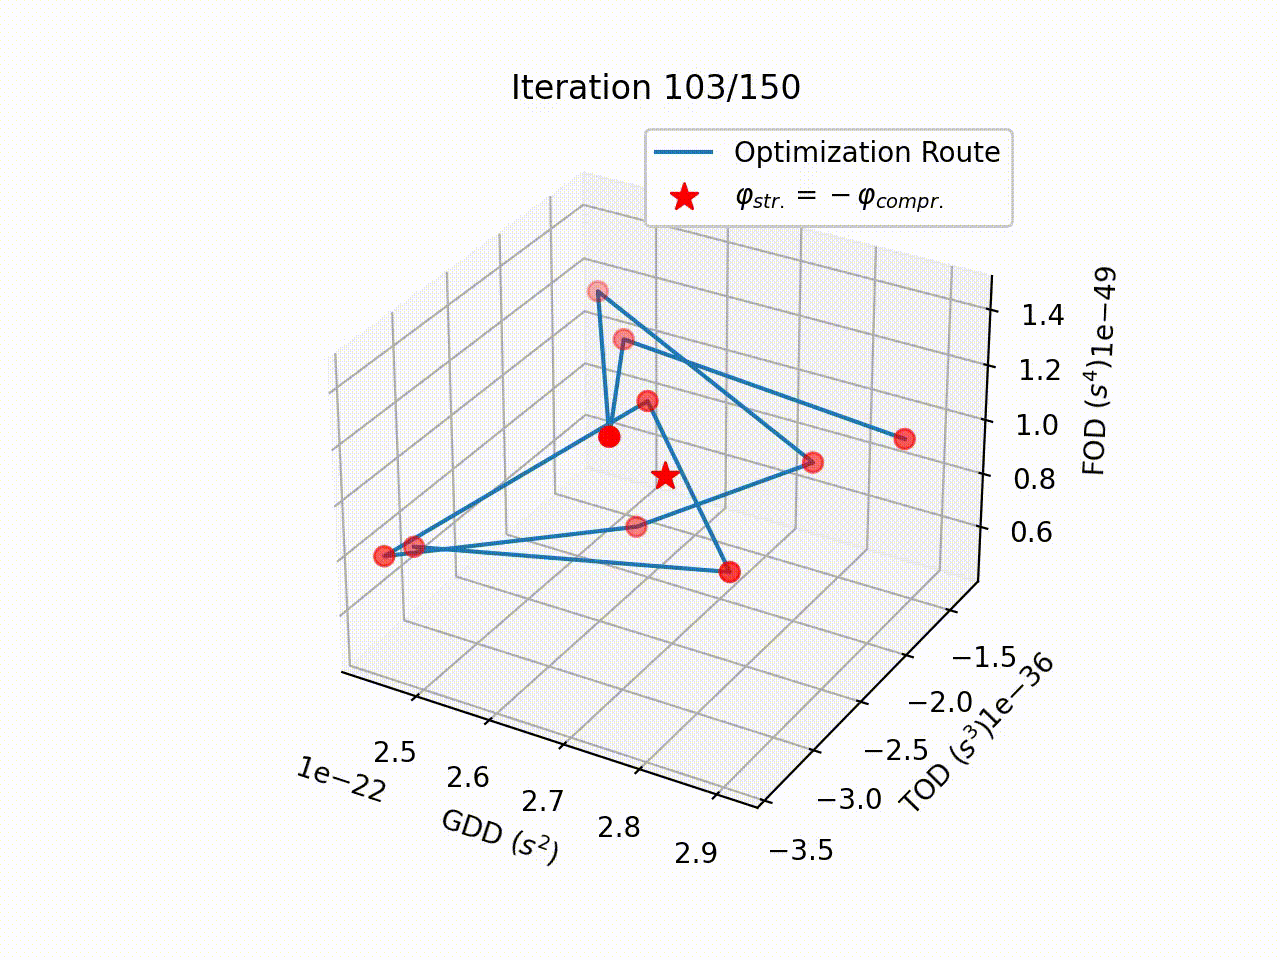 Iteration 103/150
Optimization Route
φstr. = −φcompr.
1.4
1.2
1.0
0.8
0.6
FOD (s⁴)1e−49
−1.5
−2.0
−2.5
−3.0
−3.5
TOD (s³)1e−36
2.5
2.6
2.7
2.8
2.9
1e−22
GDD (s²)